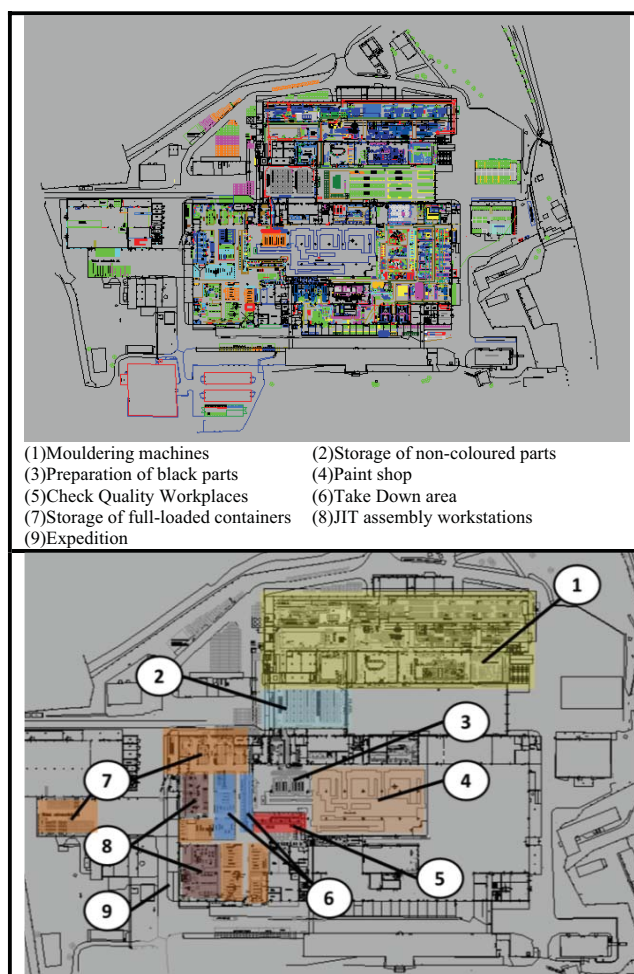 (1)Mouldering machines (2)Storage of non-coloured parts
(3)Preparation of black parts (4)Paint shop
(5)Check Quality Workplaces (6)Take Down area
(7)Storage of full-loaded containers (8)JIT assembly workstations
(9)Expedition
1
2
3
7
4
8
5
9
6